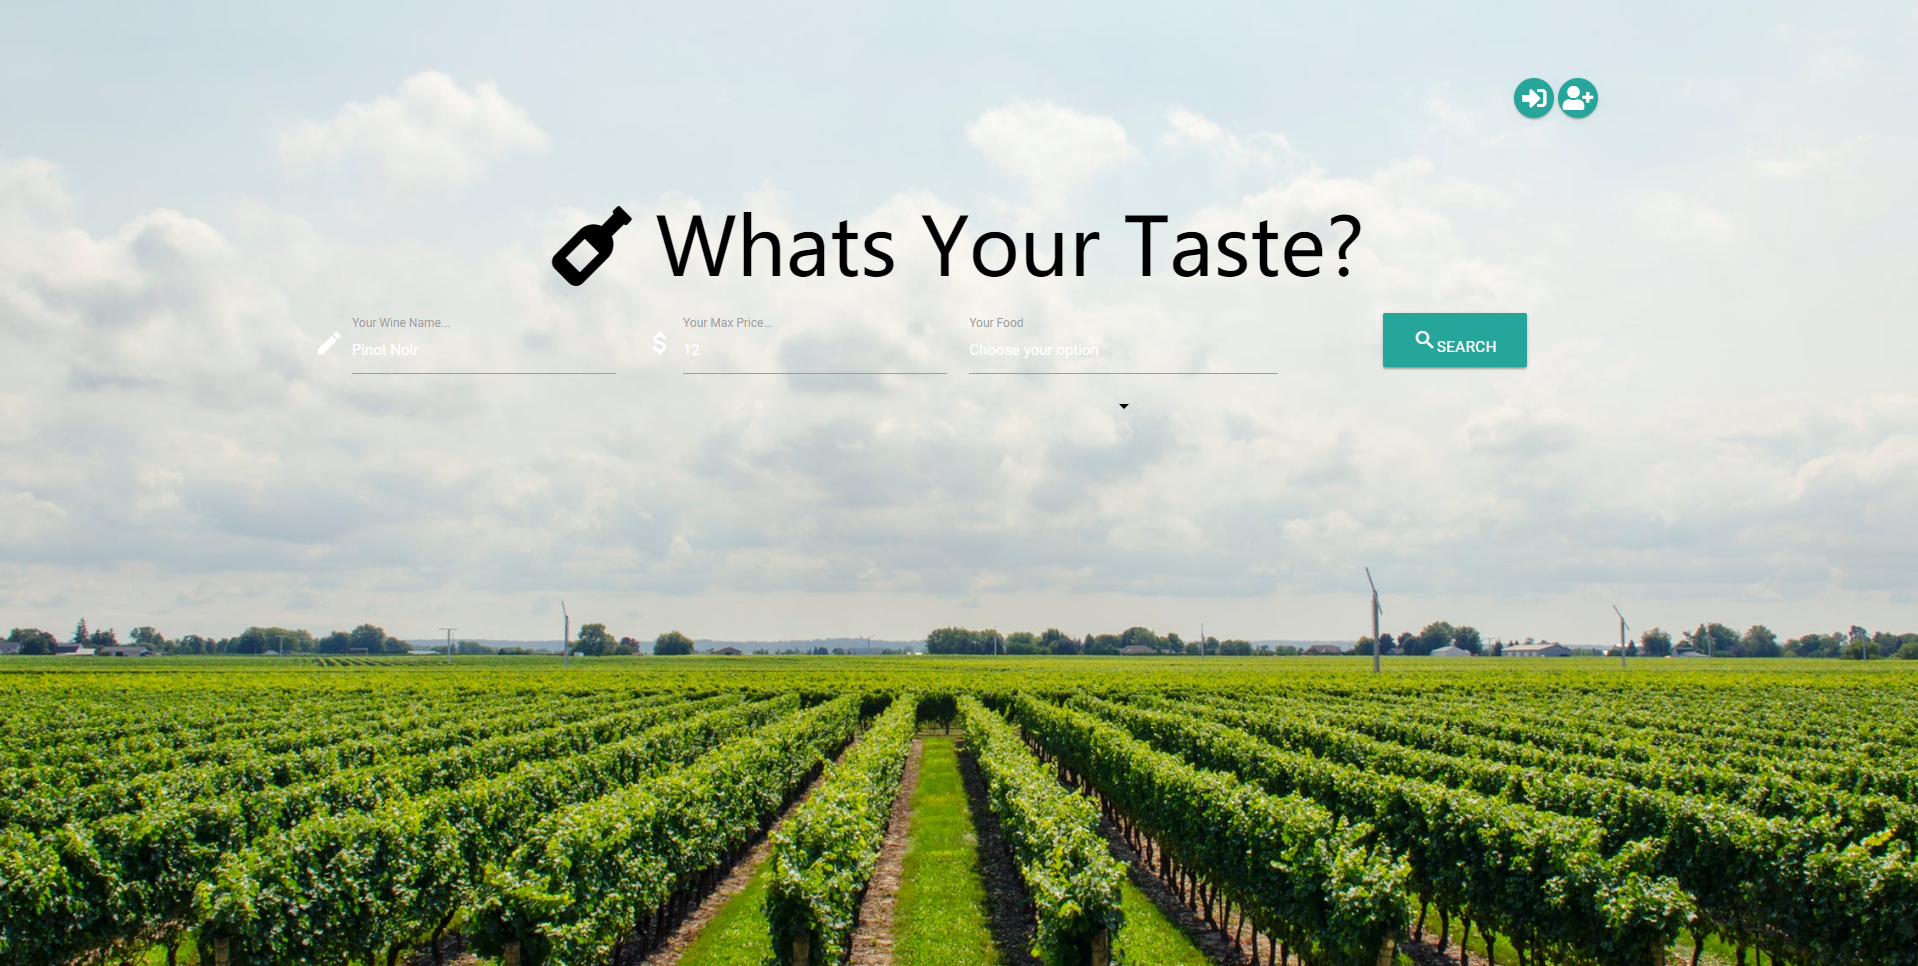 Whats Your Taste?
Your Wine Name...
Pinot Noir
Your Max Price...
$ 12
Your Food
Choose your option
SEARCH